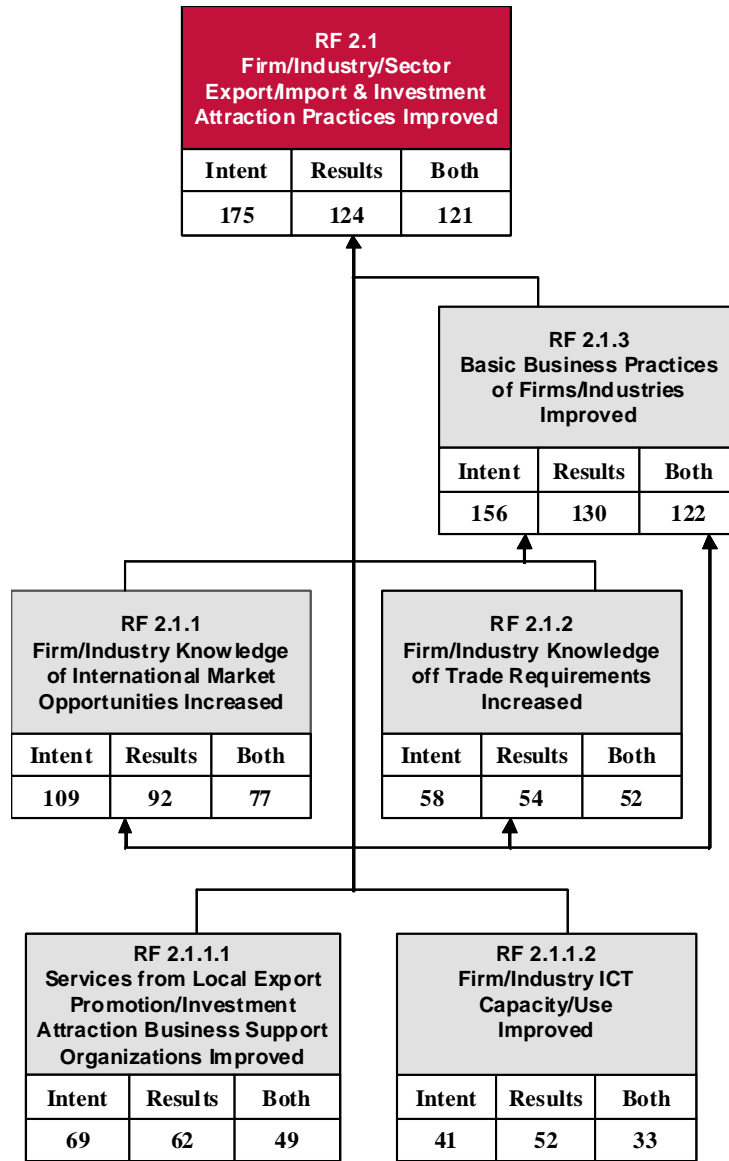 RF 2.1
Firm/Industry/Sector
Export/Import & Investment
Attraction Practices Improved
Intent Results Both
175 124 121
RF 2.1.3
Basic Business Practices
of Firms/Industries
Improved
Intent Results Both
156 130 122
RF 2.1.1
Firm/Industry Knowledge
of International Market
Opportunities Increased
Intent Results Both
109 92 77
RF 2.1.2
Firm/Industry Knowledge
off Trade Requirements
Increased
Intent Results Both
58 54 52
RF 2.1.1.1
Services from Local Export
Promotion/Investment
Attraction Business Support
Organizations Improved
Intent Results Both
69 62 49
RF 2.1.1.2
Firm/Industry ICT
Capacity/Use
Improved
Intent Results Both
41 52 33